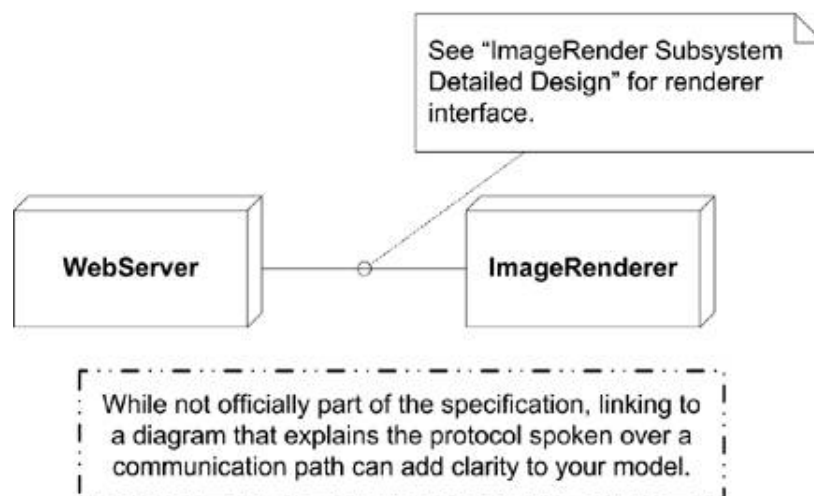 See “ImageRender Subsystem
Detailed Design” for renderer
interface.
WebServer
ImageRenderer
While not officially part of the specification, linking to
a diagram that explains the protocol spoken over a
communication path can add clarity to your model.